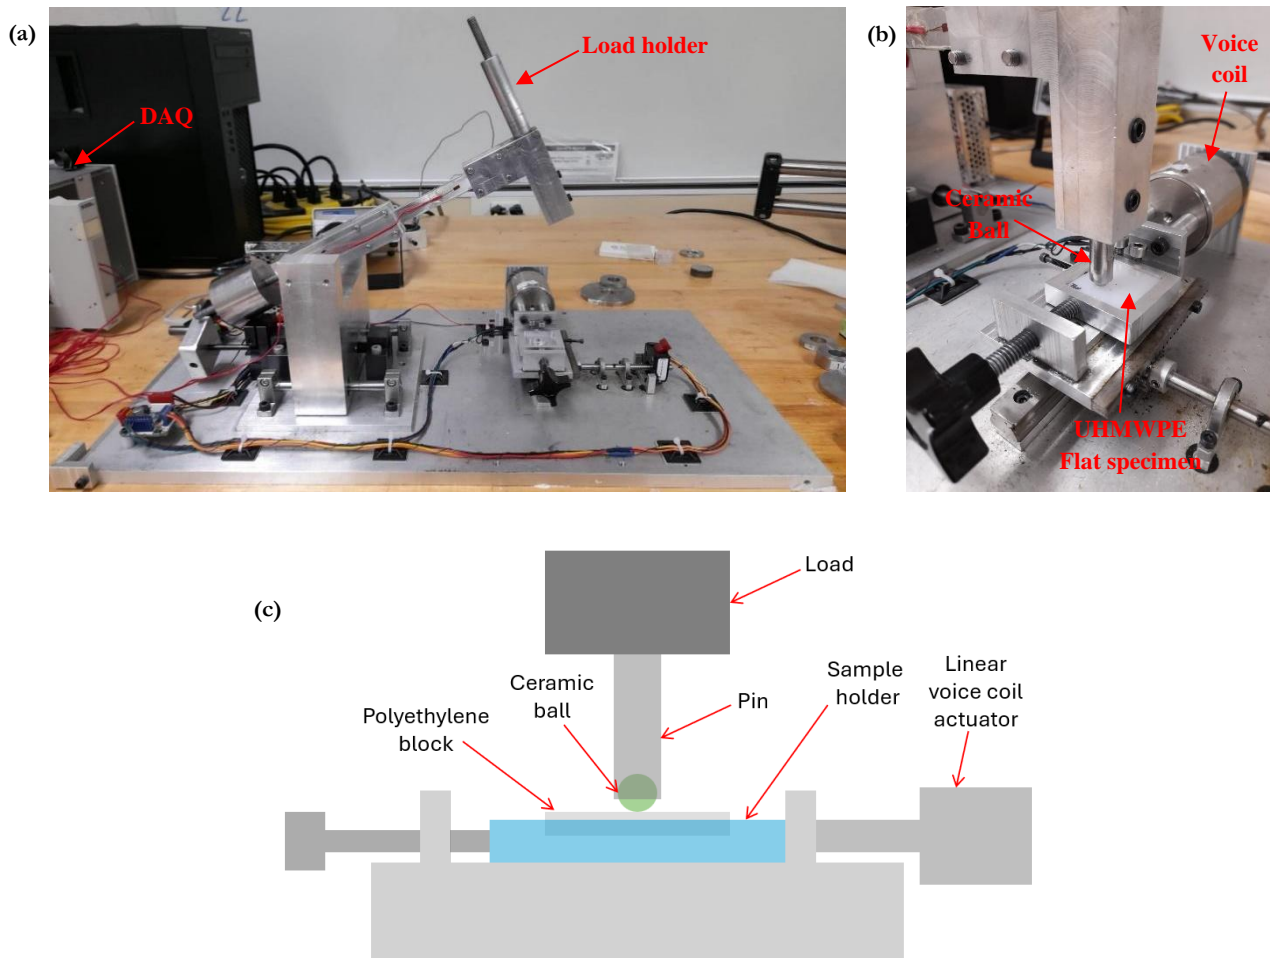 (a)
Load holder
DAQ
(b)
Voice
coil
Ceramic
Ball
UHMWPE
Flat specimen
(c)
Load
Ceramic
ball
Pin
Sample
holder
Linear
voice coil
actuator
Polyethylene
block